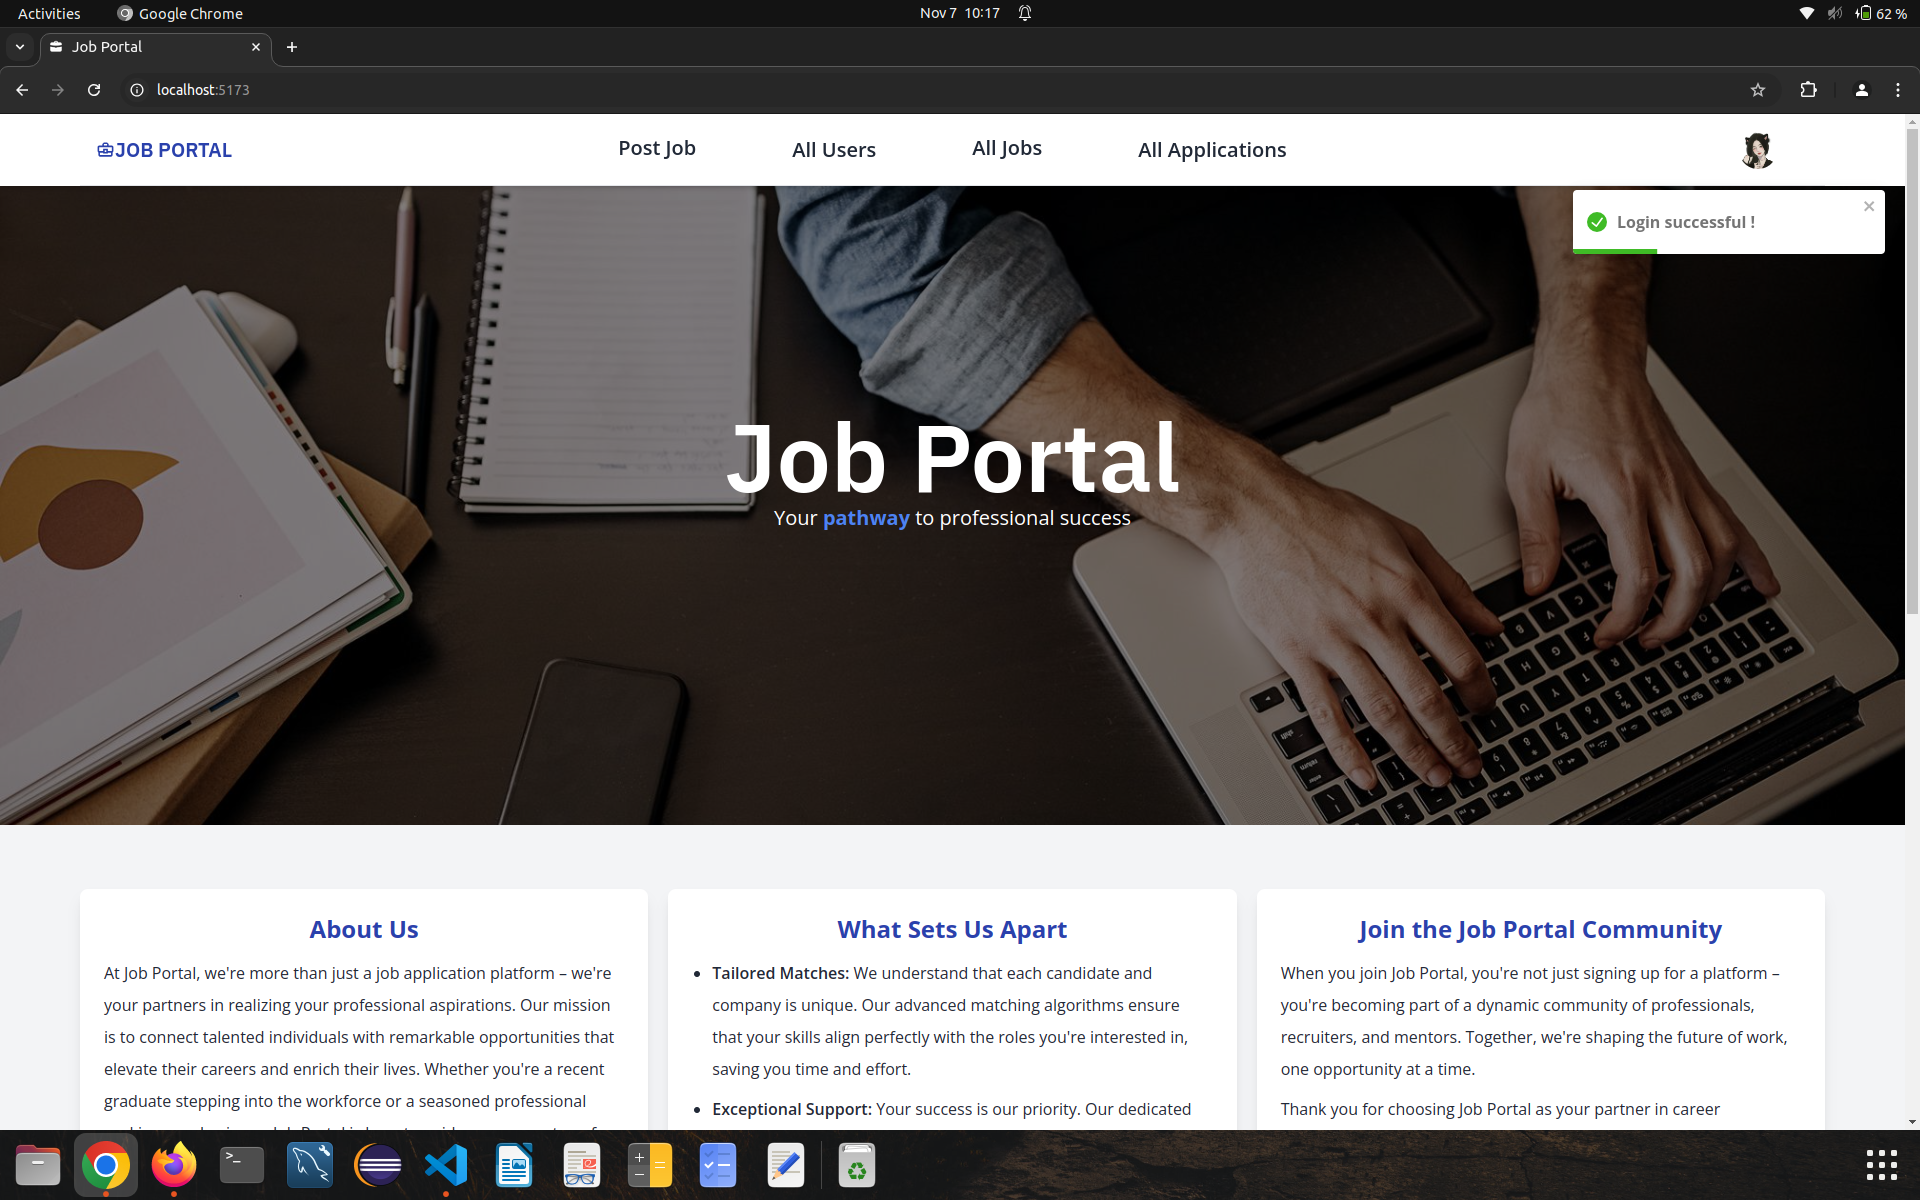 Activities
Google Chrome
Nov 7 10:17
62 %
Job Portal
localhost:5173
JOB PORTAL
Post Job
All Users
All Jobs
All Applications
Login successful !
Job Portal
Your pathway to professional success
About Us
At Job Portal, we're more than just a job application platform – we're
your partners in realizing your professional aspirations. Our mission
is to connect talented individuals with remarkable opportunities that
elevate their careers and enrich their lives. Whether you're a recent
graduate stepping into the workforce or a seasoned professional
What Sets Us Apart
Tailored Matches: We understand that each candidate and
company is unique. Our advanced matching algorithms ensure
that your skills align perfectly with the roles you're interested in,
saving you time and effort.
Exceptional Support: Your success is our priority. Our dedicated
Join the Job Portal Community
When you join Job Portal, you're not just signing up for a platform –
you're becoming part of a dynamic community of professionals,
recruiters, and mentors. Together, we're shaping the future of work,
one opportunity at a time.
Thank you for choosing Job Portal as your partner in career